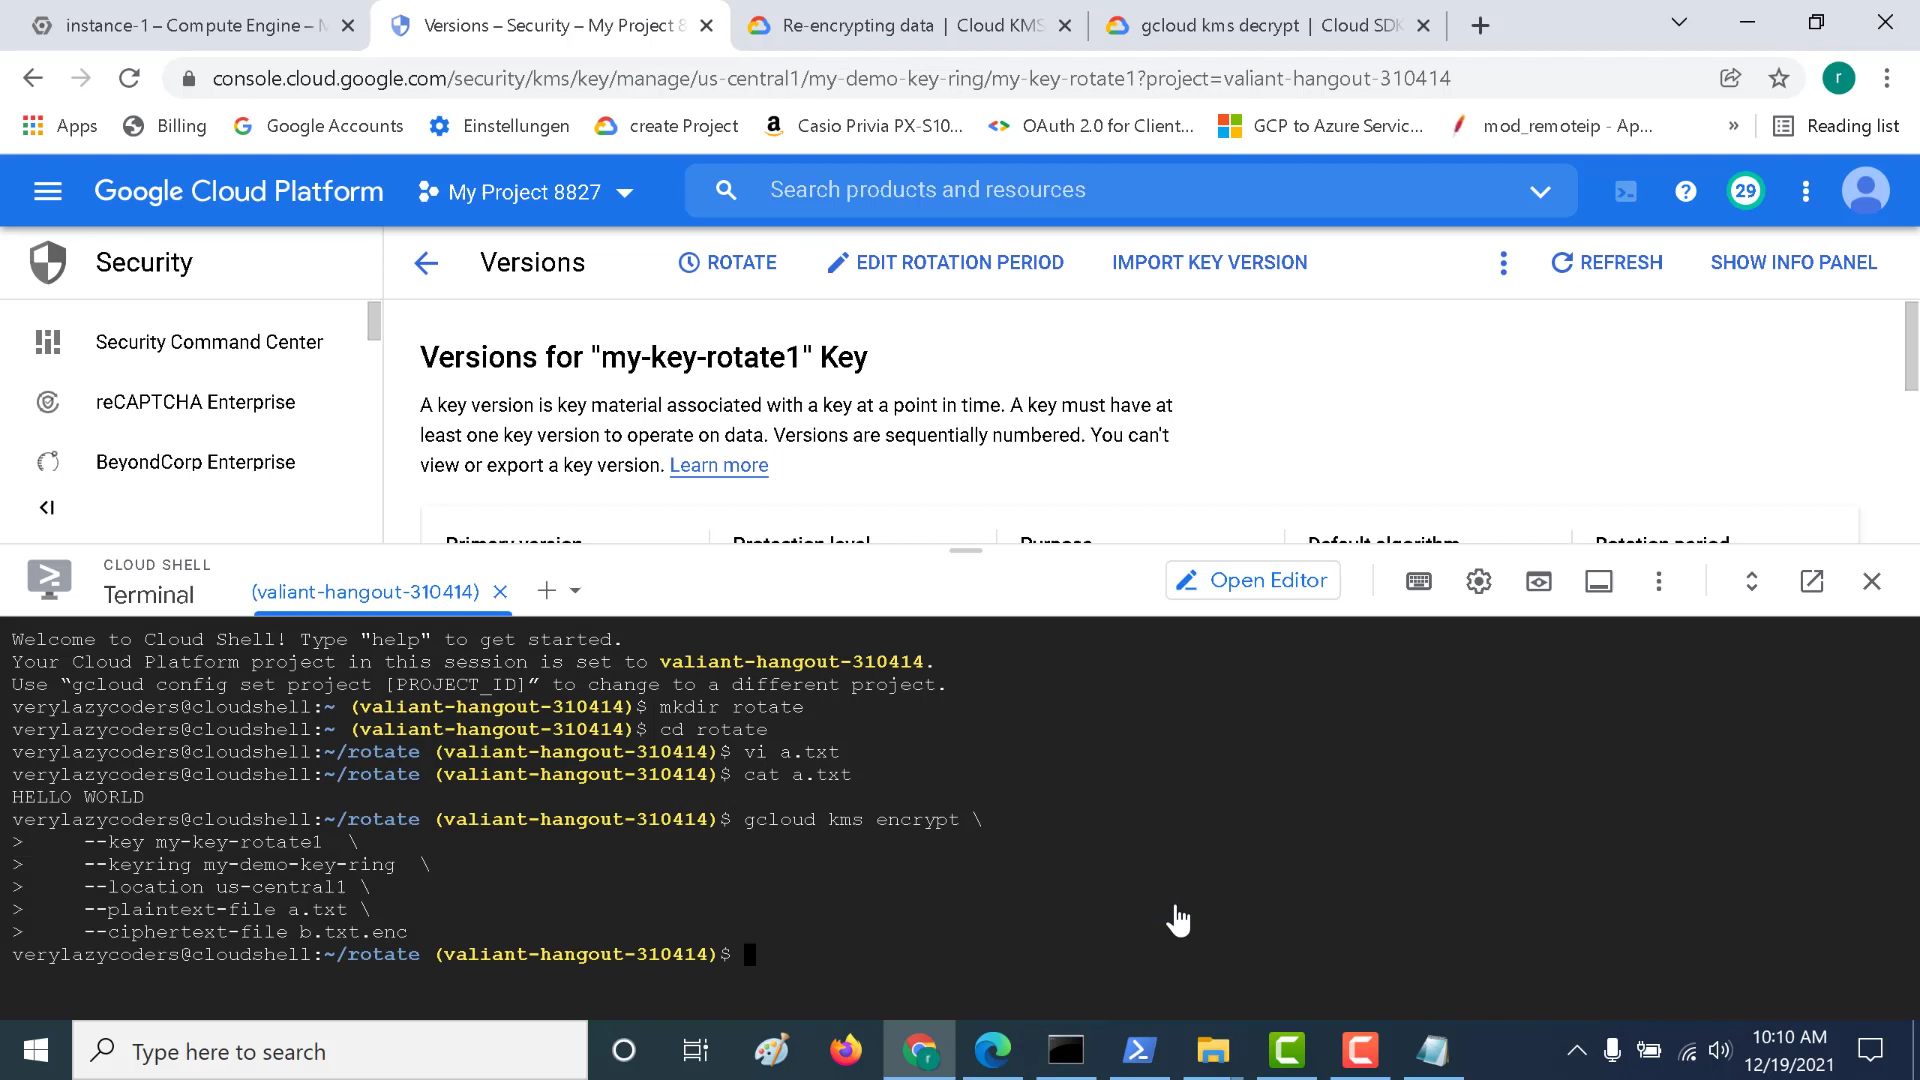 instance-1 – Compute Engine – M
Versions – Security – My Project 8
Re-encrypting data | Cloud KMS
gcloud kms decrypt | Cloud SDK
console.cloud.google.com/security/kms/key/manage/us-central1/my-demo-key-ring/my-key-rotate1?project=valiant-hangout-310414
r
Apps
Billing
Google Accounts
Einstellungen
create Project
Casio Privia PX-S10...
OAuth 2.0 for Client...
GCP to Azure Servic...
mod_remoteip - Ap...
»
Reading list
Google Cloud Platform
My Project 8827
Search products and resources
29
Security
Versions
ROTATE
EDIT ROTATION PERIOD
IMPORT KEY VERSION
REFRESH
SHOW INFO PANEL
Security Command Center
reCAPTCHA Enterprise
BeyondCorp Enterprise
Versions for "my-key-rotate1" Key
A key version is key material associated with a key at a point in time. A key must have at
least one key version to operate on data. Versions are sequentially numbered. You can't
view or export a key version. Learn more
Primary version
Protection level
Purpose
Default algorithm
Rotation period
CLOUD SHELL
Terminal
(valiant-hangout-310414)
Open Editor
Welcome to Cloud Shell! Type "help" to get started.
Your Cloud Platform project in this session is set to valiant-hangout-310414.
Use “gcloud config set project [PROJECT_ID]” to change to a different project.
verylazycoders@cloudshell:~ (valiant-hangout-310414)$ mkdir rotate
verylazycoders@cloudshell:~ (valiant-hangout-310414)$ cd rotate
verylazycoders@cloudshell:~/rotate (valiant-hangout-310414)$ vi a.txt
verylazycoders@cloudshell:~/rotate (valiant-hangout-310414)$ cat a.txt
HELLO WORLD
verylazycoders@cloudshell:~/rotate (valiant-hangout-310414)$ gcloud kms encrypt \
> --key my-key-rotate1 \
> --keyring my-demo-key-ring \
> --location us-central1 \
> --plaintext-file a.txt \
> --ciphertext-file b.txt.enc
verylazycoders@cloudshell:~/rotate (valiant-hangout-310414)$
Type here to search
10:10 AM
12/19/2021